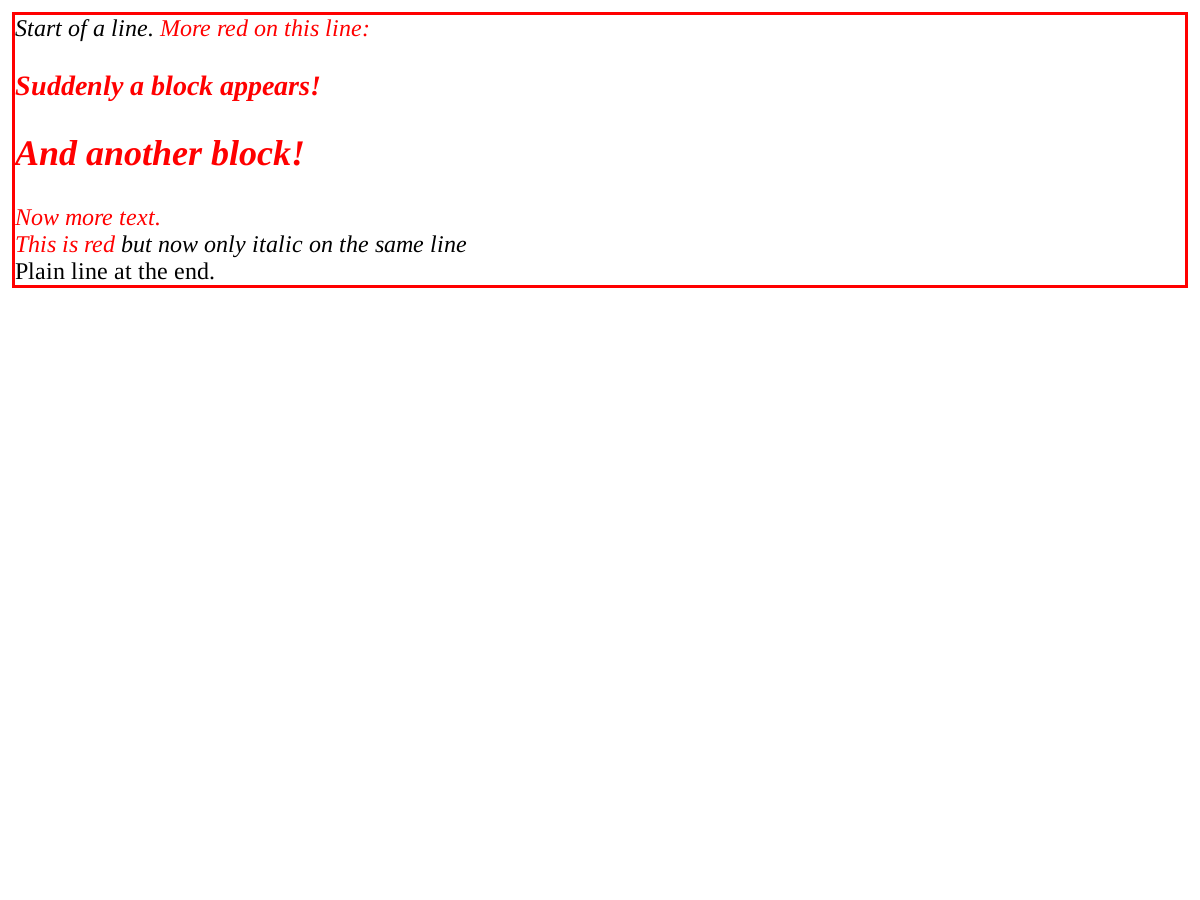 Start of a line. More red on this line:
Suddenly a block appears!
And another block!
Now more text.
This is red but now only italic on the same line
Plain line at the end.